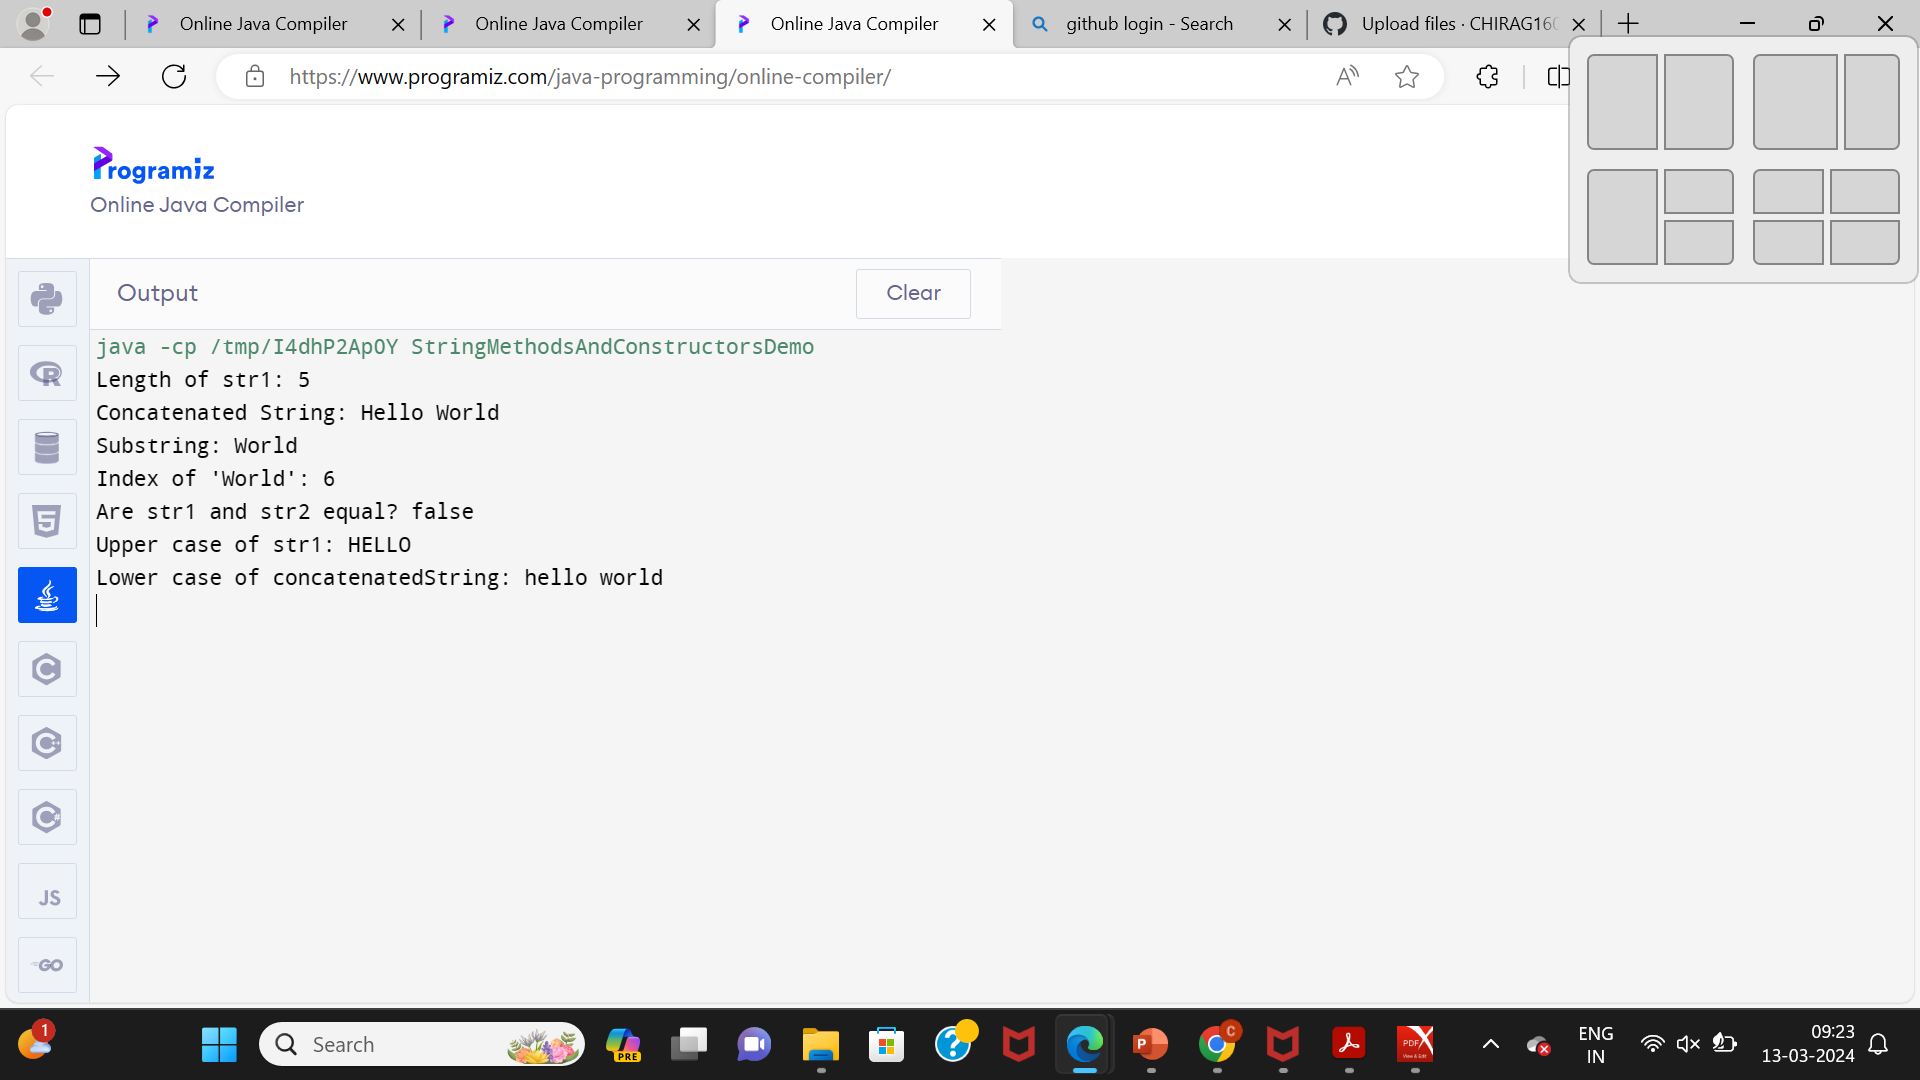 Online Java Compiler
Online Java Compiler
Online Java Compiler
github login - Search
Upload files · CHIRAG160
https://www.programiz.com/java-programming/online-compiler/
Programiz
Online Java Compiler
Output
Clear
java -cp /tmp/I4dhP2ApOY StringMethodsAndConstructorsDemo
Length of str1: 5
Concatenated String: Hello World
Substring: World
Index of 'World': 6
Are str1 and str2 equal? false
Upper case of str1: HELLO
Lower case of concatenatedString: hello world
JS
GO
1
Search
PRE
C
PDF
ENG
IN
09:23
13-03-2024